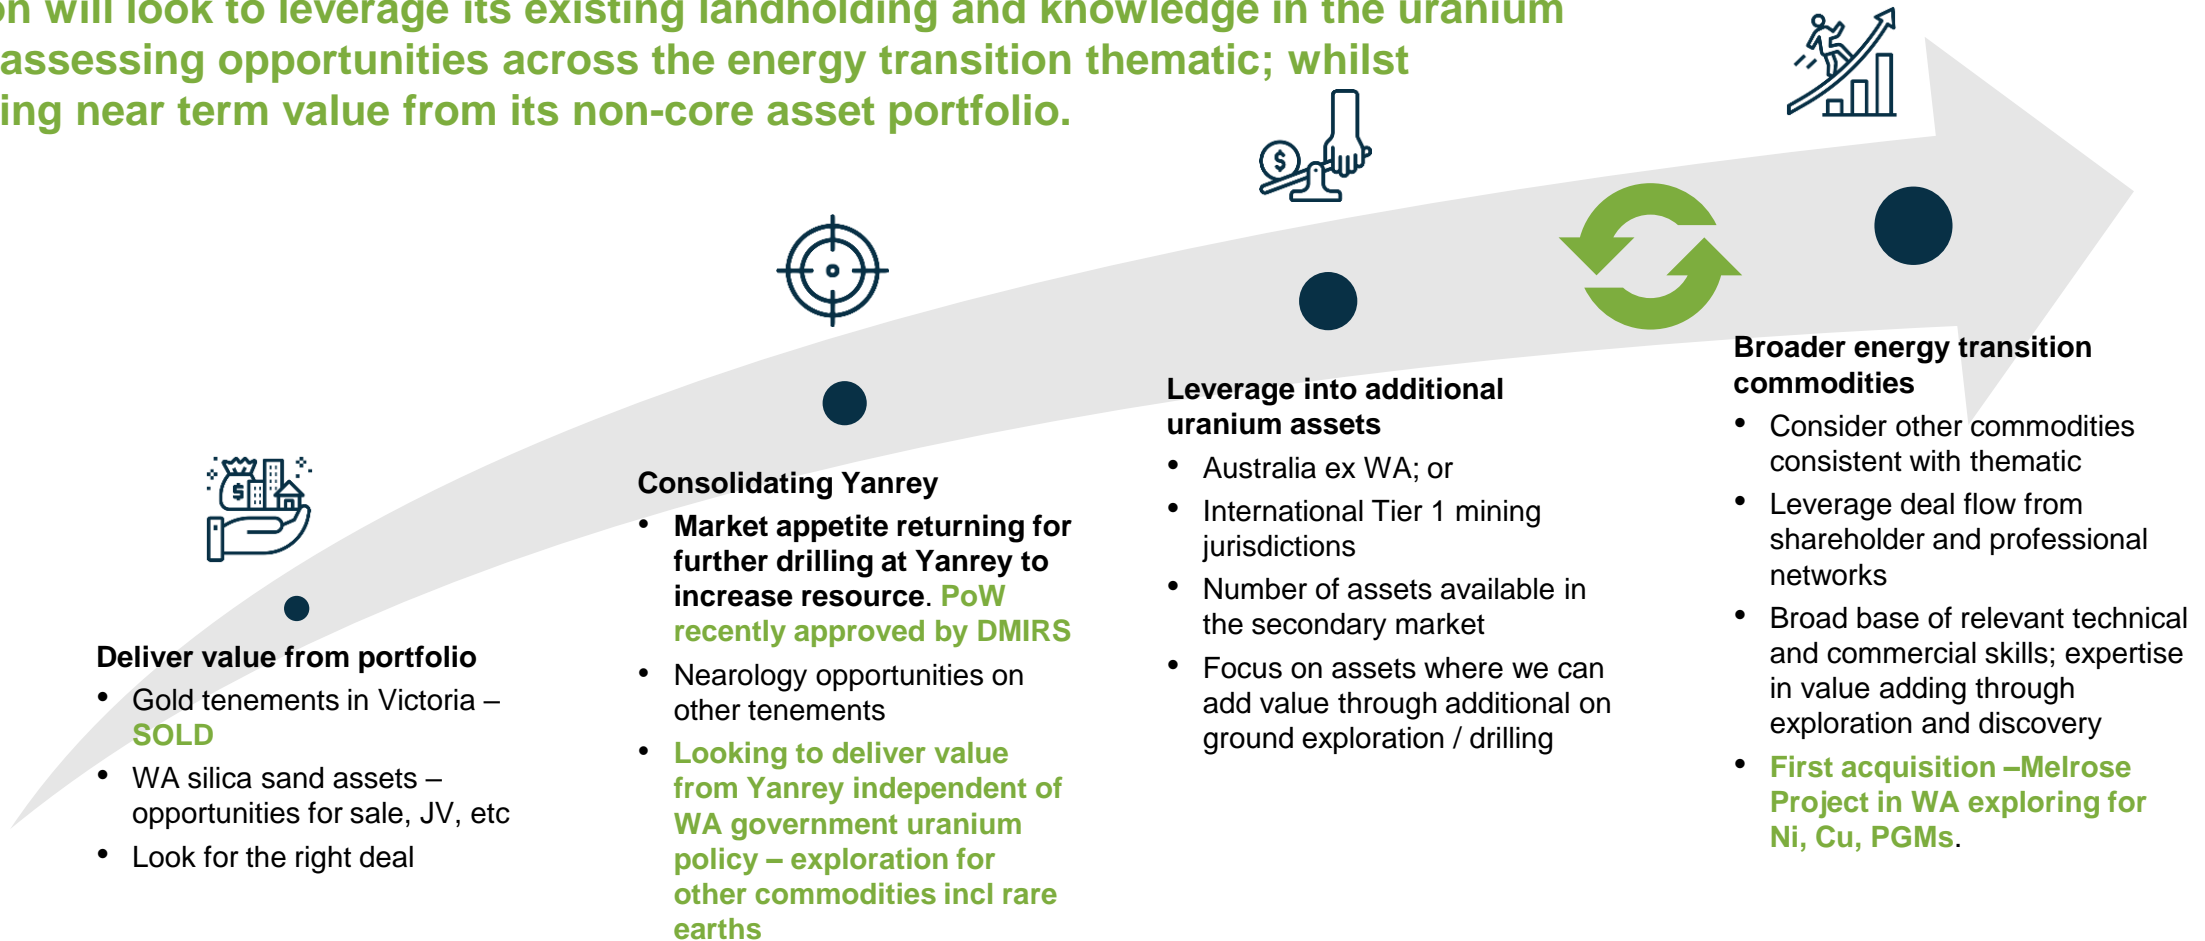 on will look to leverage its existing landholding and knowledge in the uranium
assessing opportunities across the energy transition thematic; whilst
ing near term value from its non-core asset portfolio.
Deliver value from portfolio
• Gold tenements in Victoria –
SOLD
• WA silica sand assets –
opportunities for sale, JV, etc
• Look for the right deal
Consolidating Yanrey
• Market appetite returning for
further drilling at Yanrey to
increase resource. PoW
recently approved by DMIRS
• Nearology opportunities on
other tenements
• Looking to deliver value
from Yanrey independent of
WA government uranium
policy – exploration for
other commodities incl rare
earths
Leverage into additional
uranium assets
• Australia ex WA; or
• International Tier 1 mining
jurisdictions
• Number of assets available in
the secondary market
• Focus on assets where we can
add value through additional on
ground exploration / drilling
Broader energy transition
commodities
• Consider other commodities
consistent with thematic
• Leverage deal flow from
shareholder and professional
networks
• Broad base of relevant technical
and commercial skills; expertise
in value adding through
exploration and discovery
• First acquisition –Melrose
Project in WA exploring for
Ni, Cu, PGMs.
$
$